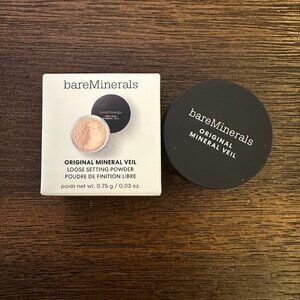 bareMinerals
ORIGINAL MINERAL VEIL
LOOSE SETTING POWDER
POUDRE DE FINITION LIBRE
poids net wt. 0.75 g / 0.03 oz.
bareMinerals
ORIGINAL
MINERAL VEIL